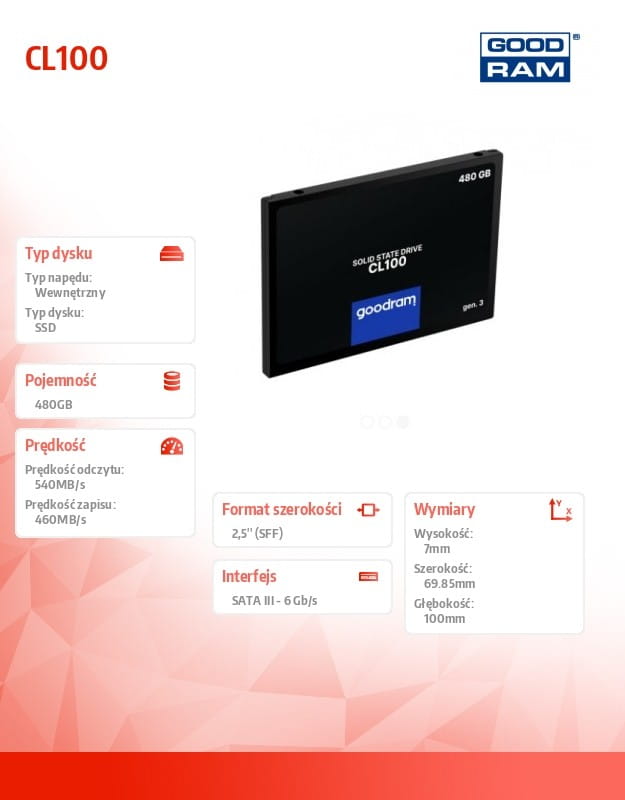 CL100
GOOD®
RAM
480 GB
SOLID STATE DRIVE
CL100
goodram
gen. 3
Typ dysku
Typ napędu:
Wewnętrzny
Typ dysku:
SSD
Pojemność
480GB
Prędkość
Prędkość odczytu:
540MB/s
Prędkość zapisu:
460MB/s
Format szerokości
2,5'' (SFF)
Interfejs
SATA III - 6 Gb/s
Wymiary
Y
X
Wysokość:
7mm
Szerokość:
69.85mm
Głębokość:
100mm